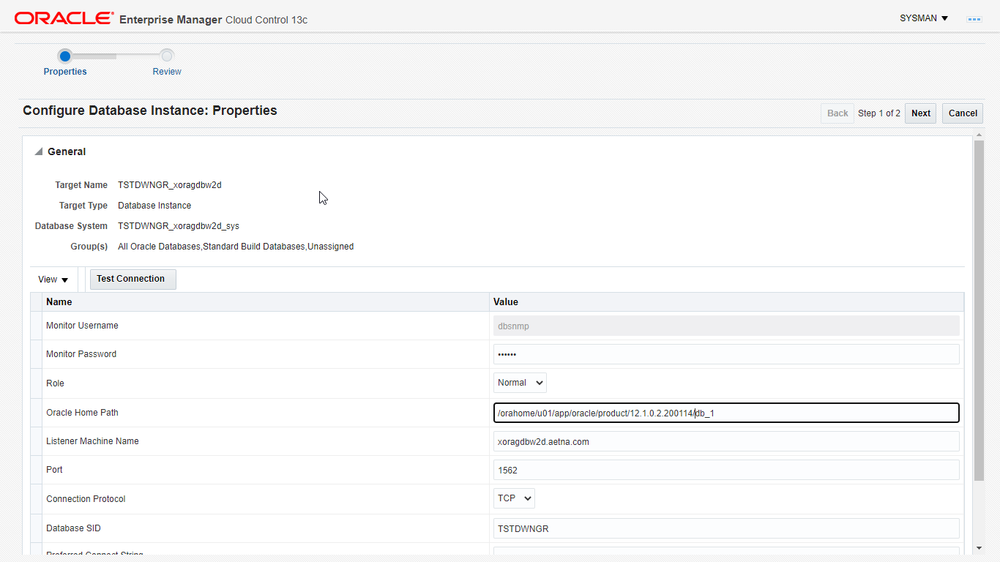 ORACLE Enterprise Manager Cloud Control 13c
SYSMAN
Properties
Review
Configure Database Instance: Properties
Back Step 1 of 2 Next Cancel
General
Target Name TSTDWNGR_xoragdbw2d
Target Type Database Instance
Database System TSTDWNGR_xoragdbw2d_sys
Group(s) All Oracle Databases,Standard Build Databases,Unassigned
View Test Connection
Name Value
Monitor Username dbsnmp
Monitor Password ••••••
Role Normal
Oracle Home Path /orahome/u01/app/oracle/product/12.1.0.2.200114/db_1
Listener Machine Name xoragdbw2d.aetna.com
Port 1562
Connection Protocol TCP
Database SID TSTDWNGR
Preferred Connect String